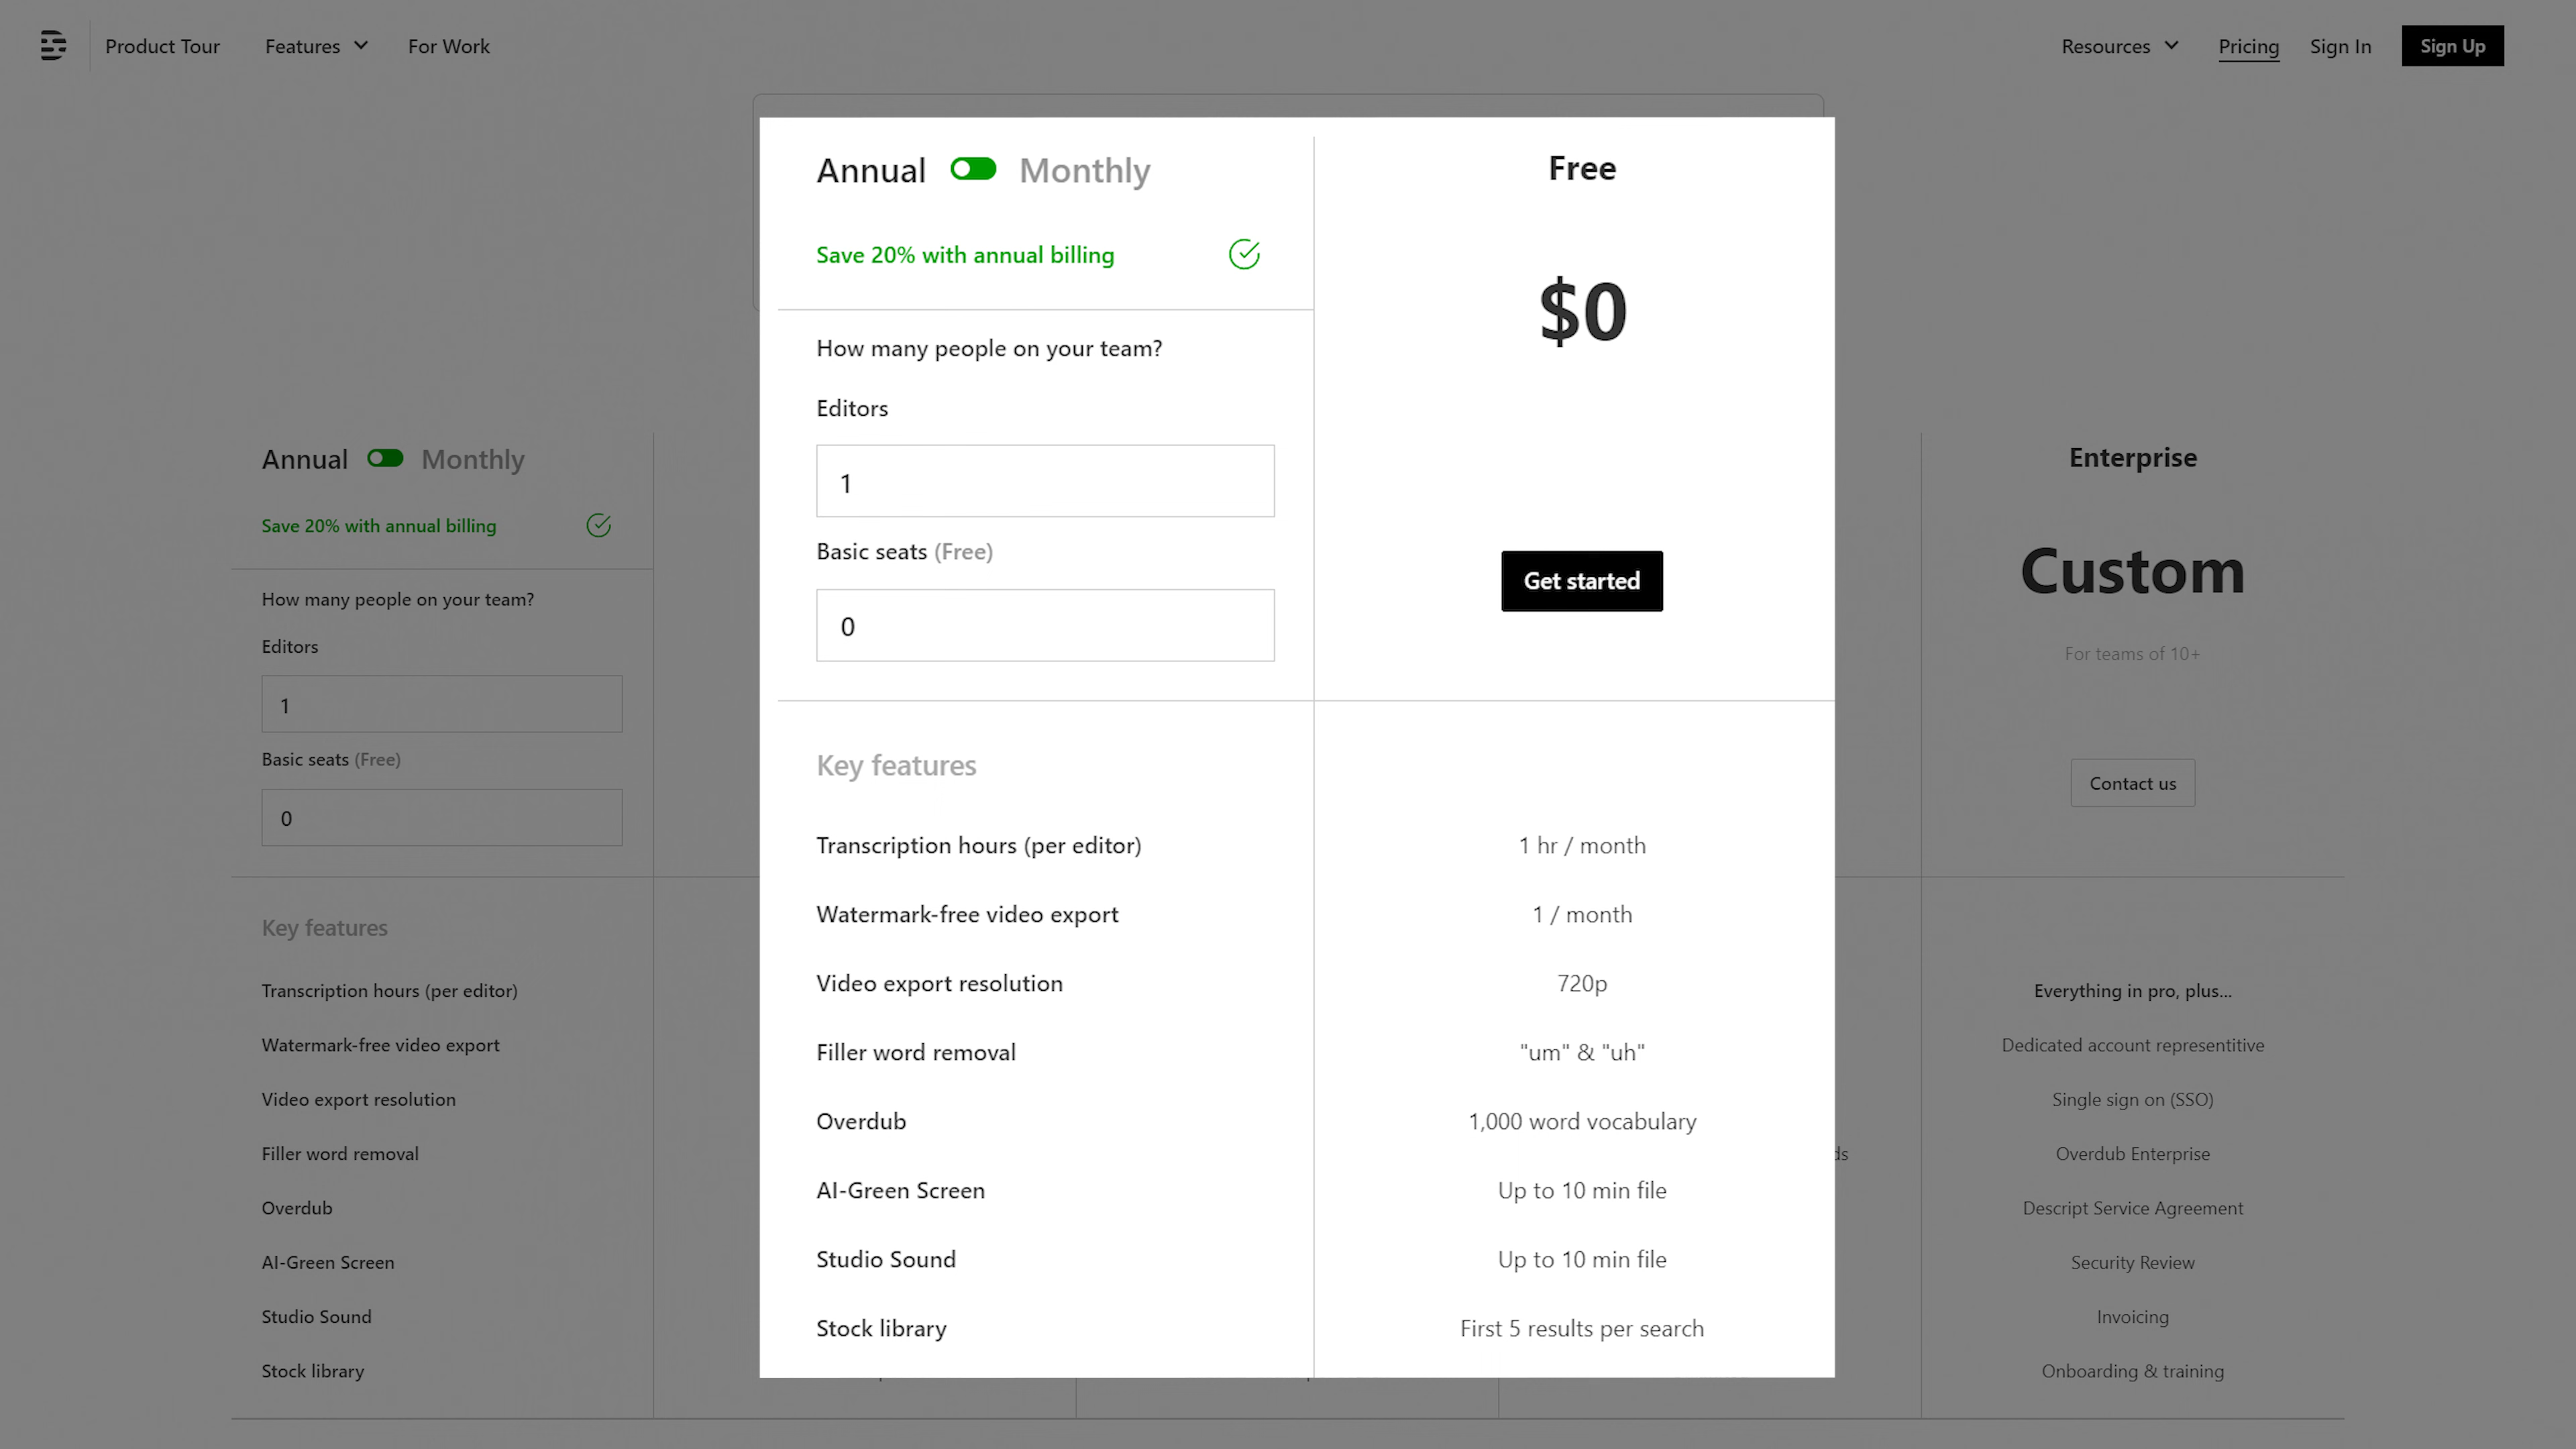 Product Tour Features For Work Resources Pricing Sign In Sign Up
Annual Monthly
Save 20% with annual billing
How many people on your team?
Editors
1
Basic seats (Free)
0
Key features
Transcription hours (per editor)
Watermark-free video export
Video export resolution
Filler word removal
Overdub
AI-Green Screen
Studio Sound
Stock library
Annual Monthly Free
Save 20% with annual billing
$0
How many people on your team?
Editors
1
Basic seats (Free)
Get started
0
Key features
Transcription hours (per editor) 1 hr / month
Watermark-free video export 1 / month
Video export resolution 720p
Filler word removal "um" & "uh"
Overdub 1,000 word vocabulary
AI-Green Screen Up to 10 min file
Studio Sound Up to 10 min file
Stock library First 5 results per search
Enterprise
Custom
For teams of 10+
Contact us
Everything in pro, plus...
Dedicated account representitive
Single sign on (SSO)
Overdub Enterprise
Descript Service Agreement
Security Review
Invoicing
Onboarding & training